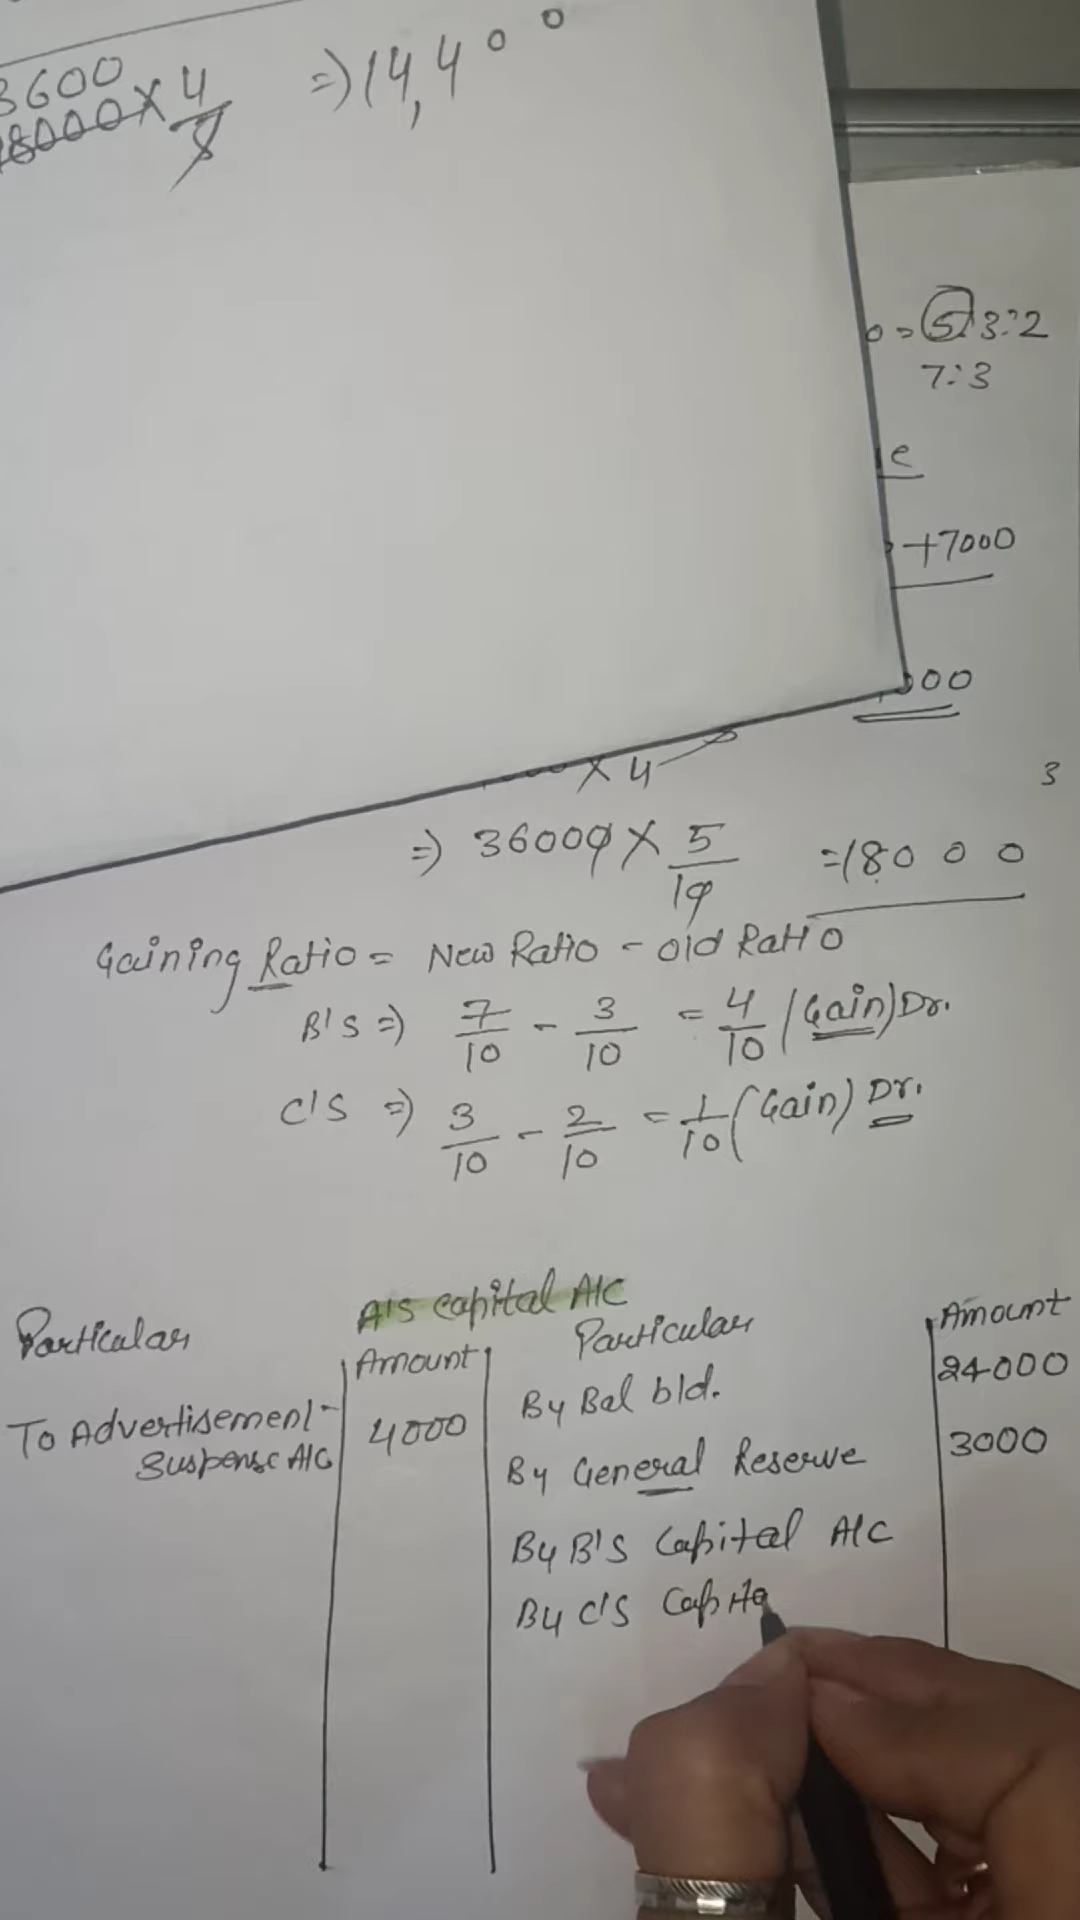 3600
18000 × 4/5 => 14,400
5:3:2
7:3
+7000
00
× 4
=> 36000 × 5/10 = 18000
3
Gaining Ratio = New Ratio - Old Ratio
B'S => 7/10 - 3/10 = 4/10 (Gain) Dr.
C'S => 3/10 - 2/10 = 1/10 (Gain) Dr.
A'S Capital A/C
Particular Amount Particular Amount
To Advertisement- Suspense A/C 4000 By Bal b/d. 24000
By General Reserve 3000
By B'S Capital A/C
By C'S Capita